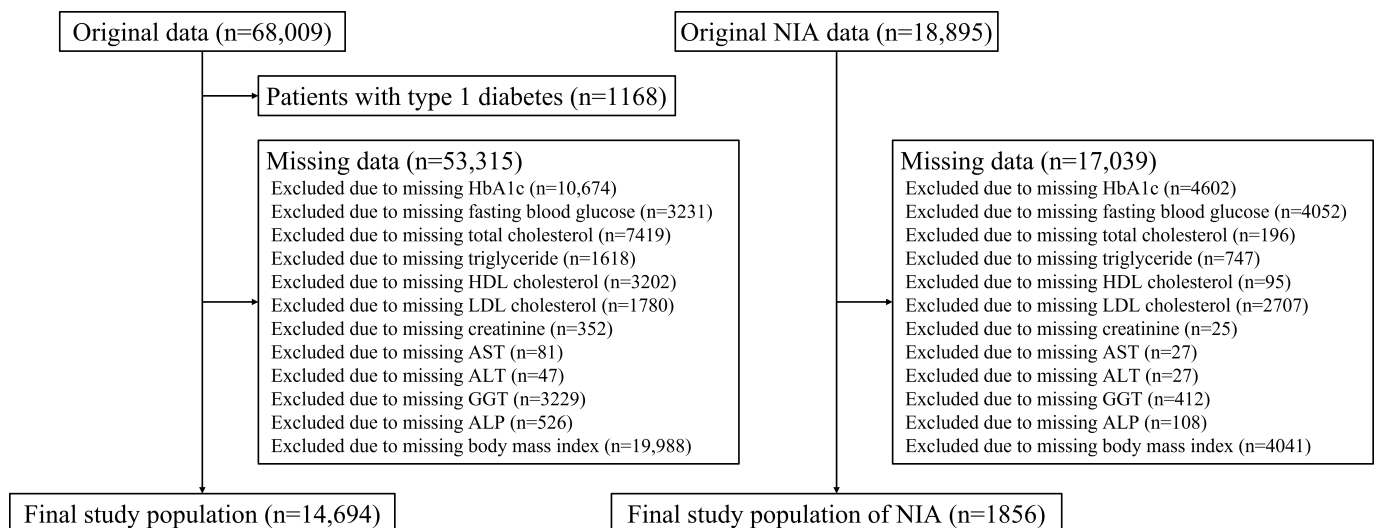 Original data (n=68,009)
Patients with type 1 diabetes (n=1168)
Missing data (n=53,315)
Excluded due to missing HbA1c (n=10,674)
Excluded due to missing fasting blood glucose (n=3231)
Excluded due to missing total cholesterol (n=7419)
Excluded due to missing triglyceride (n=1618)
Excluded due to missing HDL cholesterol (n=3202)
Excluded due to missing LDL cholesterol (n=1780)
Excluded due to missing creatinine (n=352)
Excluded due to missing AST (n=81)
Excluded due to missing ALT (n=47)
Excluded due to missing GGT (n=3229)
Excluded due to missing ALP (n=526)
Excluded due to missing body mass index (n=19,988)
Final study population (n=14,694)
Original NIA data (n=18,895)
Missing data (n=17,039)
Excluded due to missing HbA1c (n=4602)
Excluded due to missing fasting blood glucose (n=4052)
Excluded due to missing total cholesterol (n=196)
Excluded due to missing triglyceride (n=747)
Excluded due to missing HDL cholesterol (n=95)
Excluded due to missing LDL cholesterol (n=2707)
Excluded due to missing creatinine (n=25)
Excluded due to missing AST (n=27)
Excluded due to missing ALT (n=27)
Excluded due to missing GGT (n=412)
Excluded due to missing ALP (n=108)
Excluded due to missing body mass index (n=4041)
Final study population of NIA (n=1856)